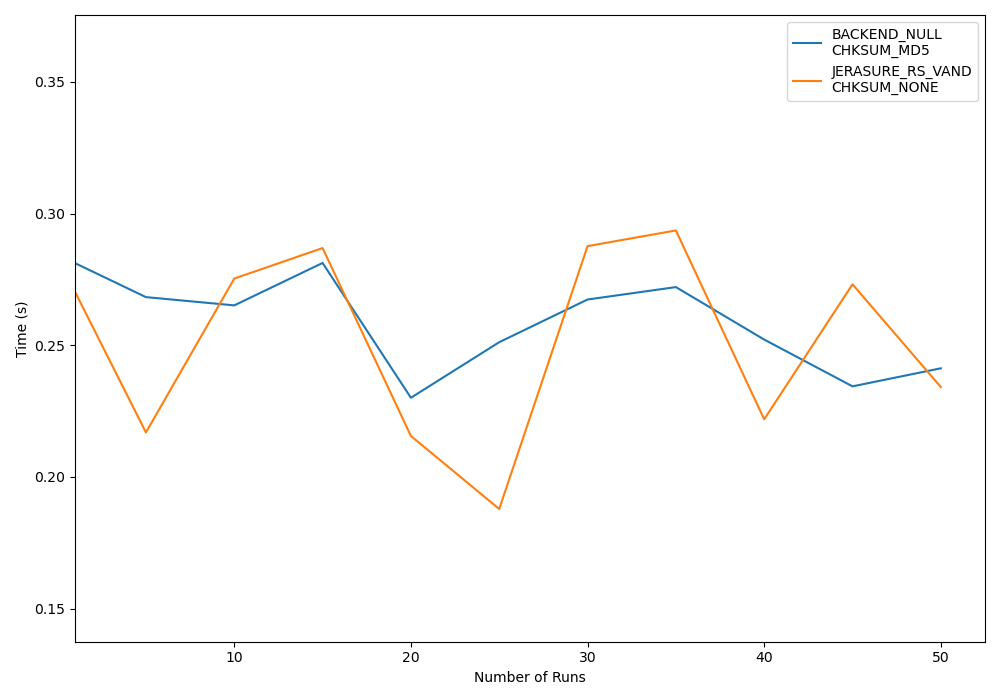 BACKEND_NULL
CHKSUM_MD5
JERASURE_RS_VAND
CHKSUM_NONE
0.35
0.30
0.25
0.20
0.15
Time (s)
10 20 30 40 50
Number of Runs